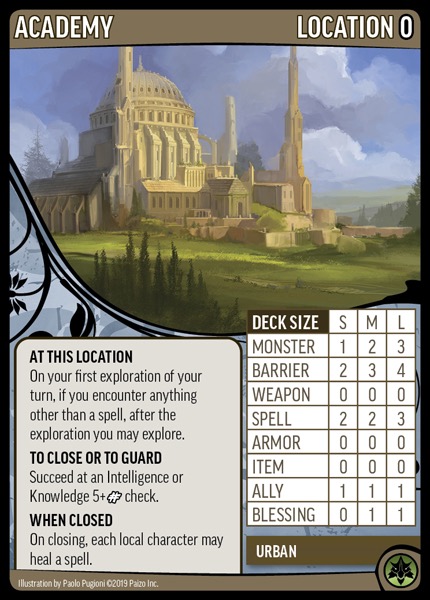 ACADEMY
LOCATION 0
AT THIS LOCATION
On your first exploration of your
turn, if you encounter anything
other than a spell, after the
exploration you may explore.
TO CLOSE OR TO GUARD
Succeed at an Intelligence or
Knowledge 5+ check.
WHEN CLOSED
On closing, each local character may
heal a spell.
DECK SIZE S M L
MONSTER 1 2 3
BARRIER 2 3 4
WEAPON 0 0 0
SPELL 2 2 3
ARMOR 0 0 0
ITEM 0 0 0
ALLY 1 1 1
BLESSING 0 1 1
URBAN
Illustration by Paolo Pugioni ©2019 Paizo Inc.